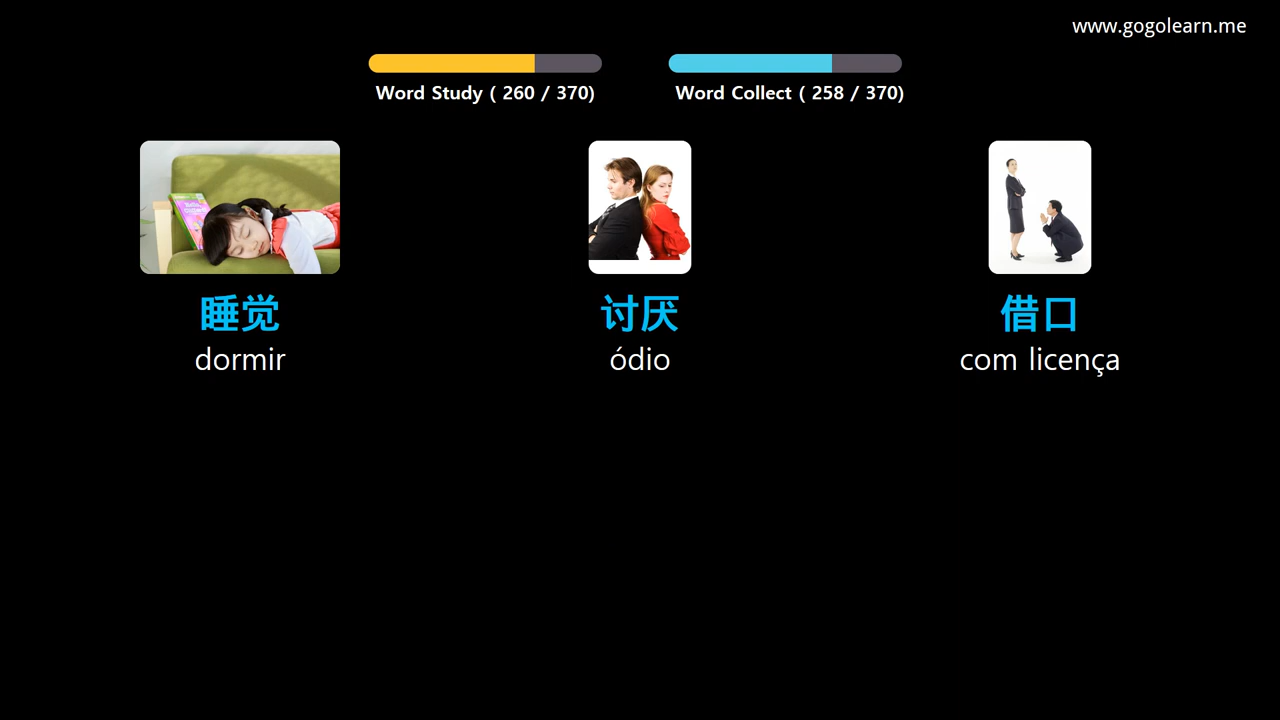 www.gogolearn.me
Word Study ( 260 / 370)
Word Collect ( 258 / 370)
睡觉
讨厌
借口
dormir
ódio
com licença